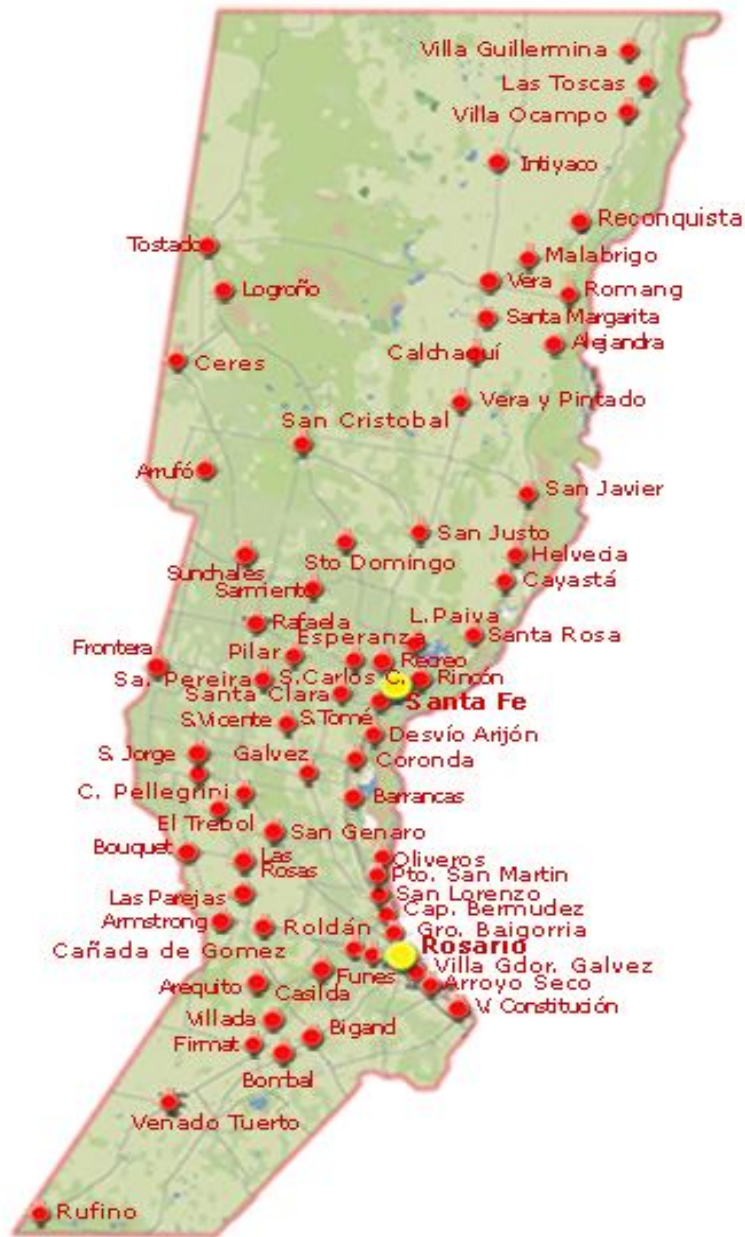 Villa Guillermina
Las Toscas
Villa Ocampo
Intiyaco
Reconquista
Tostado
Malabrigo
Logroño
Vera
Romang
Santa Margarita
Alejandra
Calchaquí
Ceres
Vera y Pintado
San Cristobal
Arrufó
San Javier
San Justo
Sto Domingo
Helvecia
Sunchales
Cayastá
Sarmiento
L. Paiva
Rafaela
Esperanza
Santa Rosa
Frontera
Pilar
Recreo
Sa. Pereira
S.Carlos C.
Rincón
Santa Clara
Santa Fe
S.Vicente
S.Tomé
Desvío Arijón
S. Jorge
Galvez
Coronda
C. Pellegrini
Barrancas
El Trebol
San Genaro
Bouquet
Las
Rosas
Oliveros
Pto. San Martin
Las Parejas
San Lorenzo
Cap. Bermudez
Armstrong
Roldán
Gro. Baigorria
Cañada de Gomez
Rosario
Funes
Villa Gdor. Galvez
Arequito
Casilda
Arroyo Seco
V. Constitución
Villada
Bigand
Firmat
Bombal
Venado Tuerto
Rufino